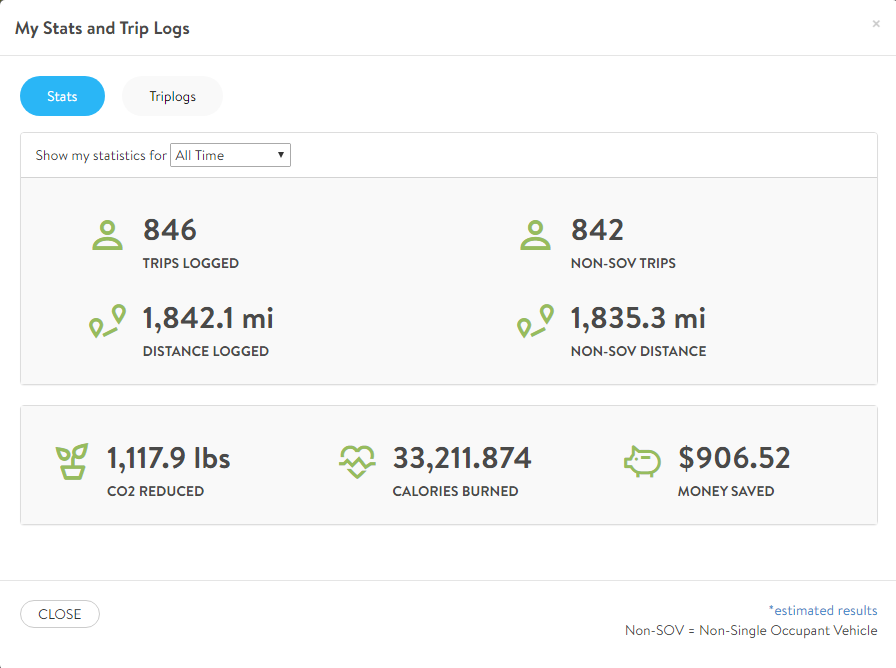 My Stats and Trip Logs
×
Stats
Triplogs
Show my statistics for All Time
846
TRIPS LOGGED
842
NON-SOV TRIPS
1,842.1 mi
DISTANCE LOGGED
1,835.3 mi
NON-SOV DISTANCE
1,117.9 lbs
CO2 REDUCED
33,211.874
CALORIES BURNED
$906.52
MONEY SAVED
CLOSE
*estimated results
Non-SOV = Non-Single Occupant Vehicle